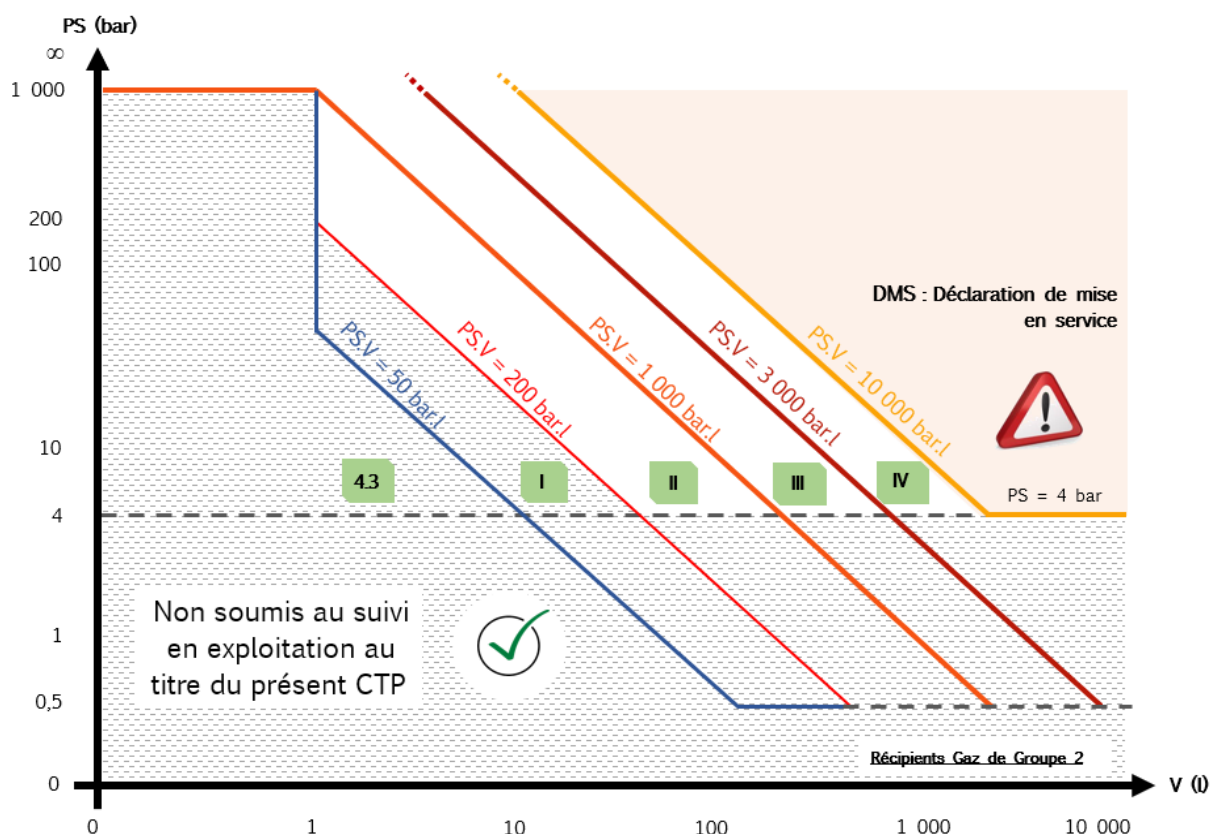 PS (bar)
∞
1 000
200
100
10
4
1
0,5
0
DMS : Déclaration de mise
en service
PS.V = 50 bar.l
PS.V = 200 bar.l
PS.V = 1 000 bar.l
PS.V = 3 000 bar.l
PS.V = 10 000 bar.l
4.3
I
II
III
IV
PS = 4 bar
Non soumis au suivi
en exploitation au
titre du présent CTP
Récipients Gaz de Groupe 2
V (l)
0
1
10
100
1 000
10 000